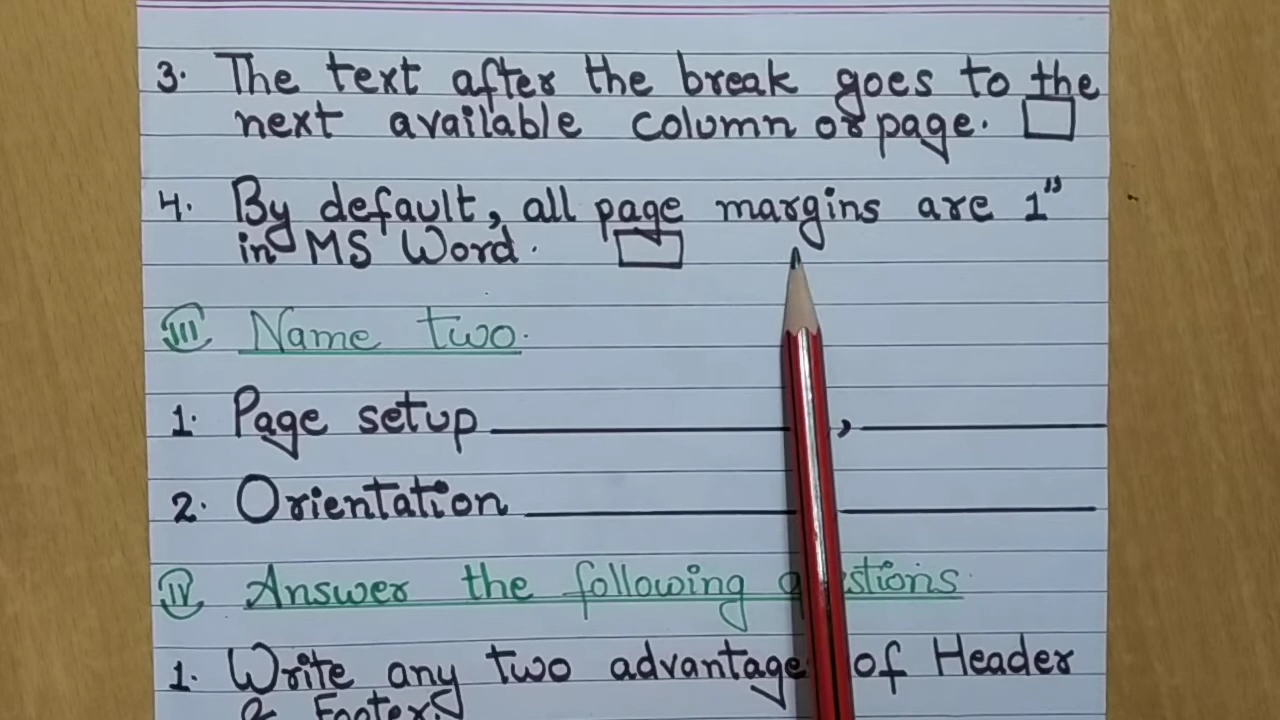 3. The text after the break goes to the
next available column or page.
4. By default, all page margins are 1"
in MS Word.
III Name two.
1. Page setup ,
2. Orientation
IV Answer the following questions.
1. Write any two advantage of Header
& Footer.